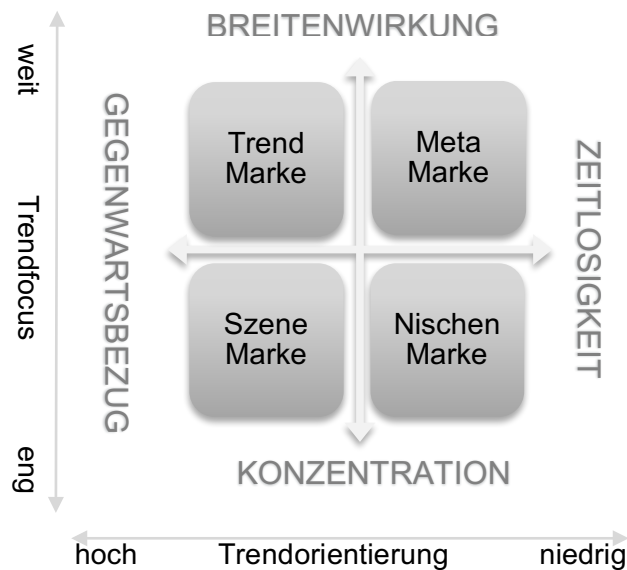 BREITENWIRKUNG
weit
Trendfocus
eng
GEGENWARTSBEZUG
Trend
Marke
Meta
Marke
ZEITLOSIGKEIT
Szene
Marke
Nischen
Marke
KONZENTRATION
hoch
Trendorientierung
niedrig